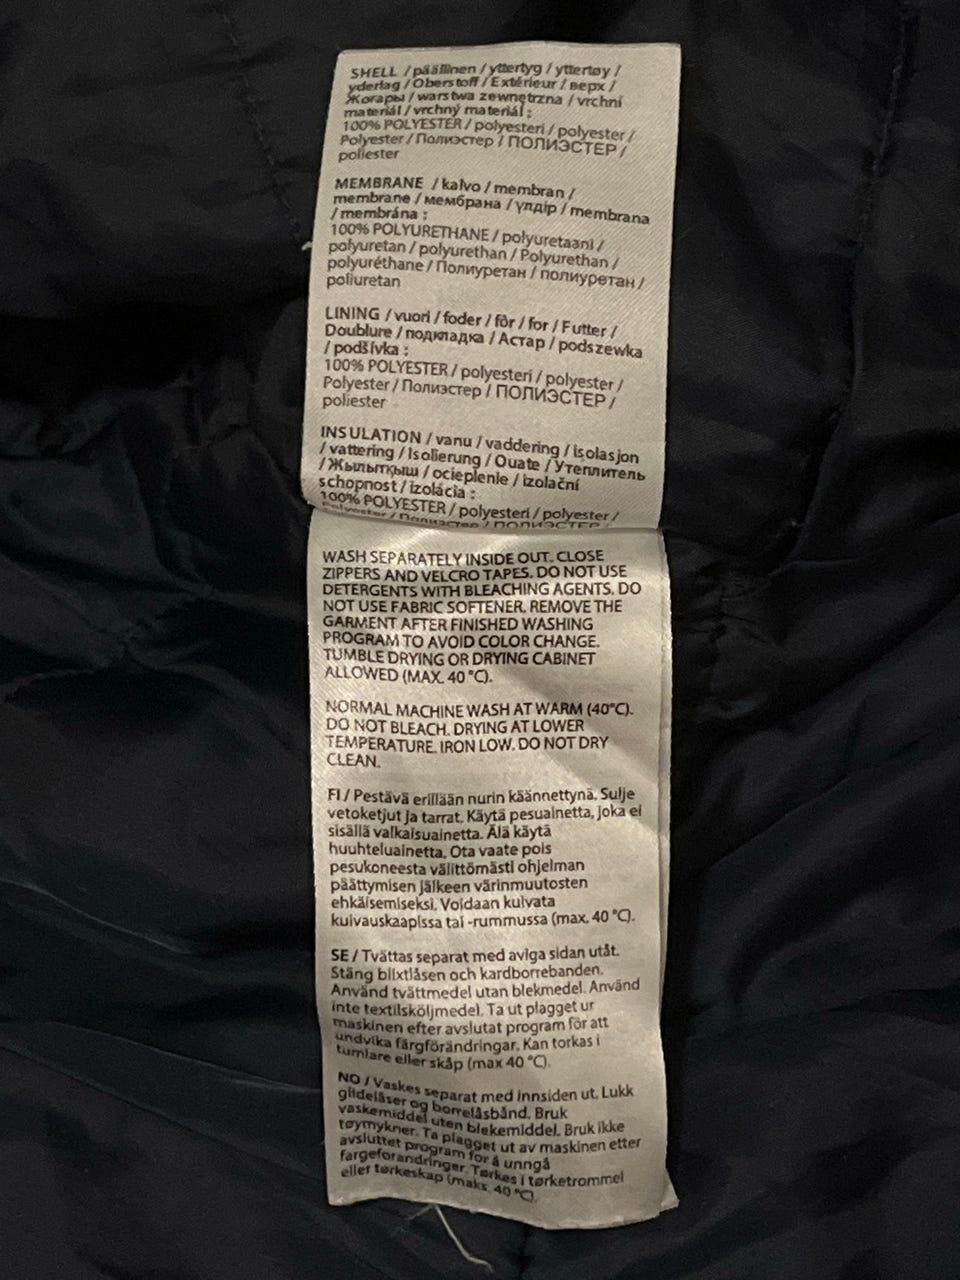 SHELL / päällinen / yttertyg / yttertøy /
yderlag / Oberstoff / Extérieur / верх /
Жоғары / warstwa zewnętrzna / vrchní
materiál / vrchný materiál :
100% POLYESTER / polyesteri / polyester /
Polyester / Полиэстер / ПОЛИЭСТЕР /
poliester
MEMBRANE / kalvo / membran /
membrane / мембрана / үлдір / membrana
/ membrána :
100% POLYURETHANE / polyuretaani /
polyuretan / polyurethan / Polyurethan /
polyuréthane / Полиуретан / полиуретан /
poliuretan
LINING / vuori / foder / fôr / for / Futter /
Doublure / подкладка / Астар / podszewka
/ podšívka :
100% POLYESTER / polyesteri / polyester /
Polyester / Полиэстер / ПОЛИЭСТЕР /
poliester
INSULATION / vanu / vaddering / isolasjon
/ vattering / Isolierung / Ouate / Утеплитель
/ Жылытқыш / ocieplenie / izolační
schopnost / izolácia :
100% POLYESTER / polyesteri / polyester /
Polyester / Полиэстер / ПОЛИЭСТЕР /
WASH SEPARATELY INSIDE OUT. CLOSE
ZIPPERS AND VELCRO TAPES. DO NOT USE
DETERGENTS WITH BLEACHING AGENTS. DO
NOT USE FABRIC SOFTENER. REMOVE THE
GARMENT AFTER FINISHED WASHING
PROGRAM TO AVOID COLOR CHANGE.
TUMBLE DRYING OR DRYING CABINET
ALLOWED (MAX. 40 °C).
NORMAL MACHINE WASH AT WARM (40°C).
DO NOT BLEACH. DRYING AT LOWER
TEMPERATURE. IRON LOW. DO NOT DRY
CLEAN.
FI / Pestävä erillään nurin käännettynä. Sulje
vetoketjut ja tarrat. Käytä pesuainetta, joka ei
sisällä valkaisuainetta. Älä käytä
huuhteluainetta. Ota vaate pois
pesukoneesta välittömästi ohjelman
päättymisen jälkeen värinmuutosten
ehkäisemiseksi. Voidaan kuivata
kuivauskaapissa tai -rummussa (max. 40 °C).
SE / Tvättas separat med aviga sidan utåt.
Stäng blixtlåsen och kardborrebanden.
Använd tvättmedel utan blekmedel. Använd
inte textilsköljmedel. Ta ut plagget ur
maskinen efter avslutat program för att
undvika färgförändringar. Kan torkas i
tumlare eller skåp (max 40 °C).
NO / Vaskes separat med innsiden ut. Lukk
glidelåser og borrelåsbånd. Bruk
vaskemiddel uten blekemiddel. Bruk ikke
tøymykner. Ta plagget ut av maskinen etter
avsluttet program for å unngå
fargeforandringer. Tørkes i tørketrommel
eller tørkeskap (maks. 40 °C).